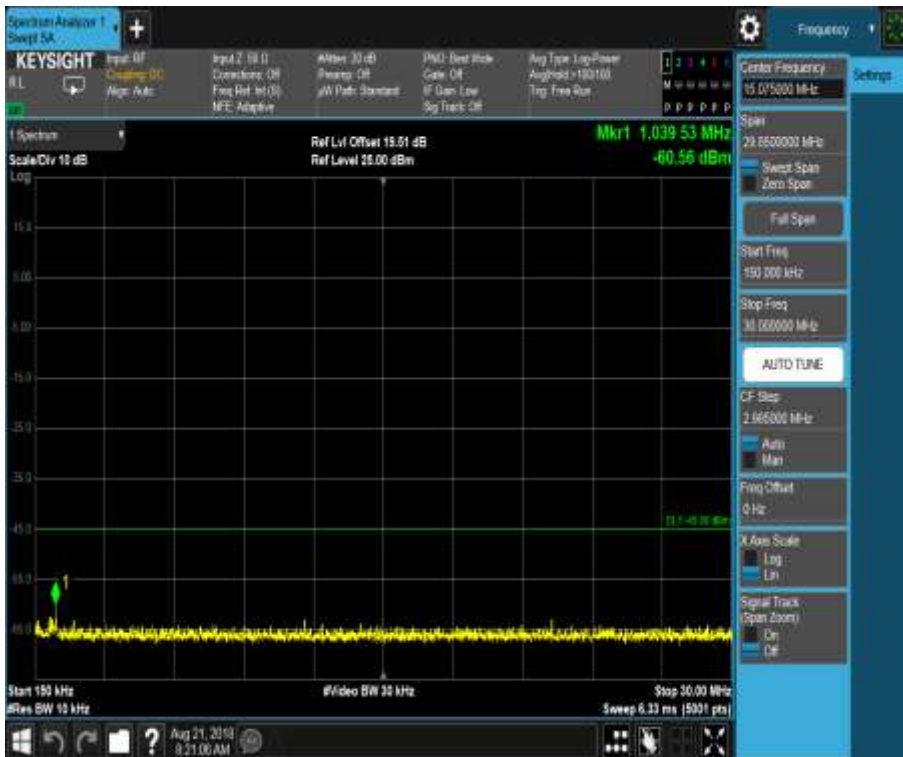 Spectrum Analyzer 1
Swept SA
+
Frequency
KEYSIGHT
Input: RF
Coupling: DC
Align: Auto
Input Z: 50 Ω
Corrections: Off
Freq Ref: Int (S)
NFE: Adaptive
Atten: 30 dB
Preamp: Off
µW Path: Standard
PNO: Best Wide
Gate: Off
IF Gain: Low
Sig Track: Off
Avg Type: Log-Power
Avg|Hold:>100/100
Trig: Free Run
1 2 3 4 5 6
M W W W W W
P P P P P P
1 Spectrum
Scale/Div 10 dB
Log
Ref Lvl Offset 15.51 dB
Ref Level 25.00 dBm
Mkr1 1.039 53 MHz
-60.56 dBm
15.0
5.00
-5.00
-15.0
-25.0
-35.0
-45.0
-55.0
-65.0
1
Start 150 kHz
#Res BW 10 kHz
#Video BW 30 kHz
Stop 30.00 MHz
Sweep 6.33 ms (5001 pts)
Aug 21, 2018
8:21:06 AM
Center Frequency
15.075000 MHz
Settings
Span
29.8500000 MHz
Swept Span
Zero Span
Full Span
Start Freq
150.000 kHz
Stop Freq
30.000000 MHz
AUTO TUNE
CF Step
2.985000 MHz
Auto
Man
Freq Offset
0 Hz
X Axis Scale
Log
Lin
Signal Track
(Span Zoom)
On
Off